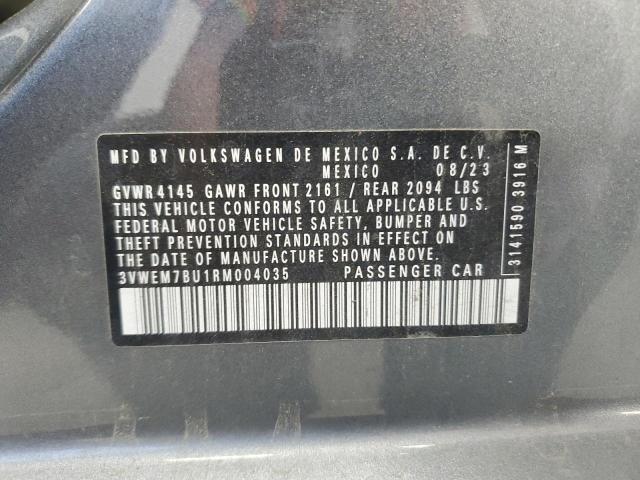 MFD BY VOLKSWAGEN DE MEXICO S.A. DE C.V.
MEXICO 08/23
GVWR 4145 GAWR FRONT 2161 / REAR 2094 LBS
THIS VEHICLE CONFORMS TO ALL APPLICABLE U.S.
FEDERAL MOTOR VEHICLE SAFETY, BUMPER AND
THEFT PREVENTION STANDARDS IN EFFECT ON
THE DATE OF MANUFACTURE SHOWN ABOVE.
3VWEM7BU1RM004035 PASSENGER CAR
3141590 3916 M